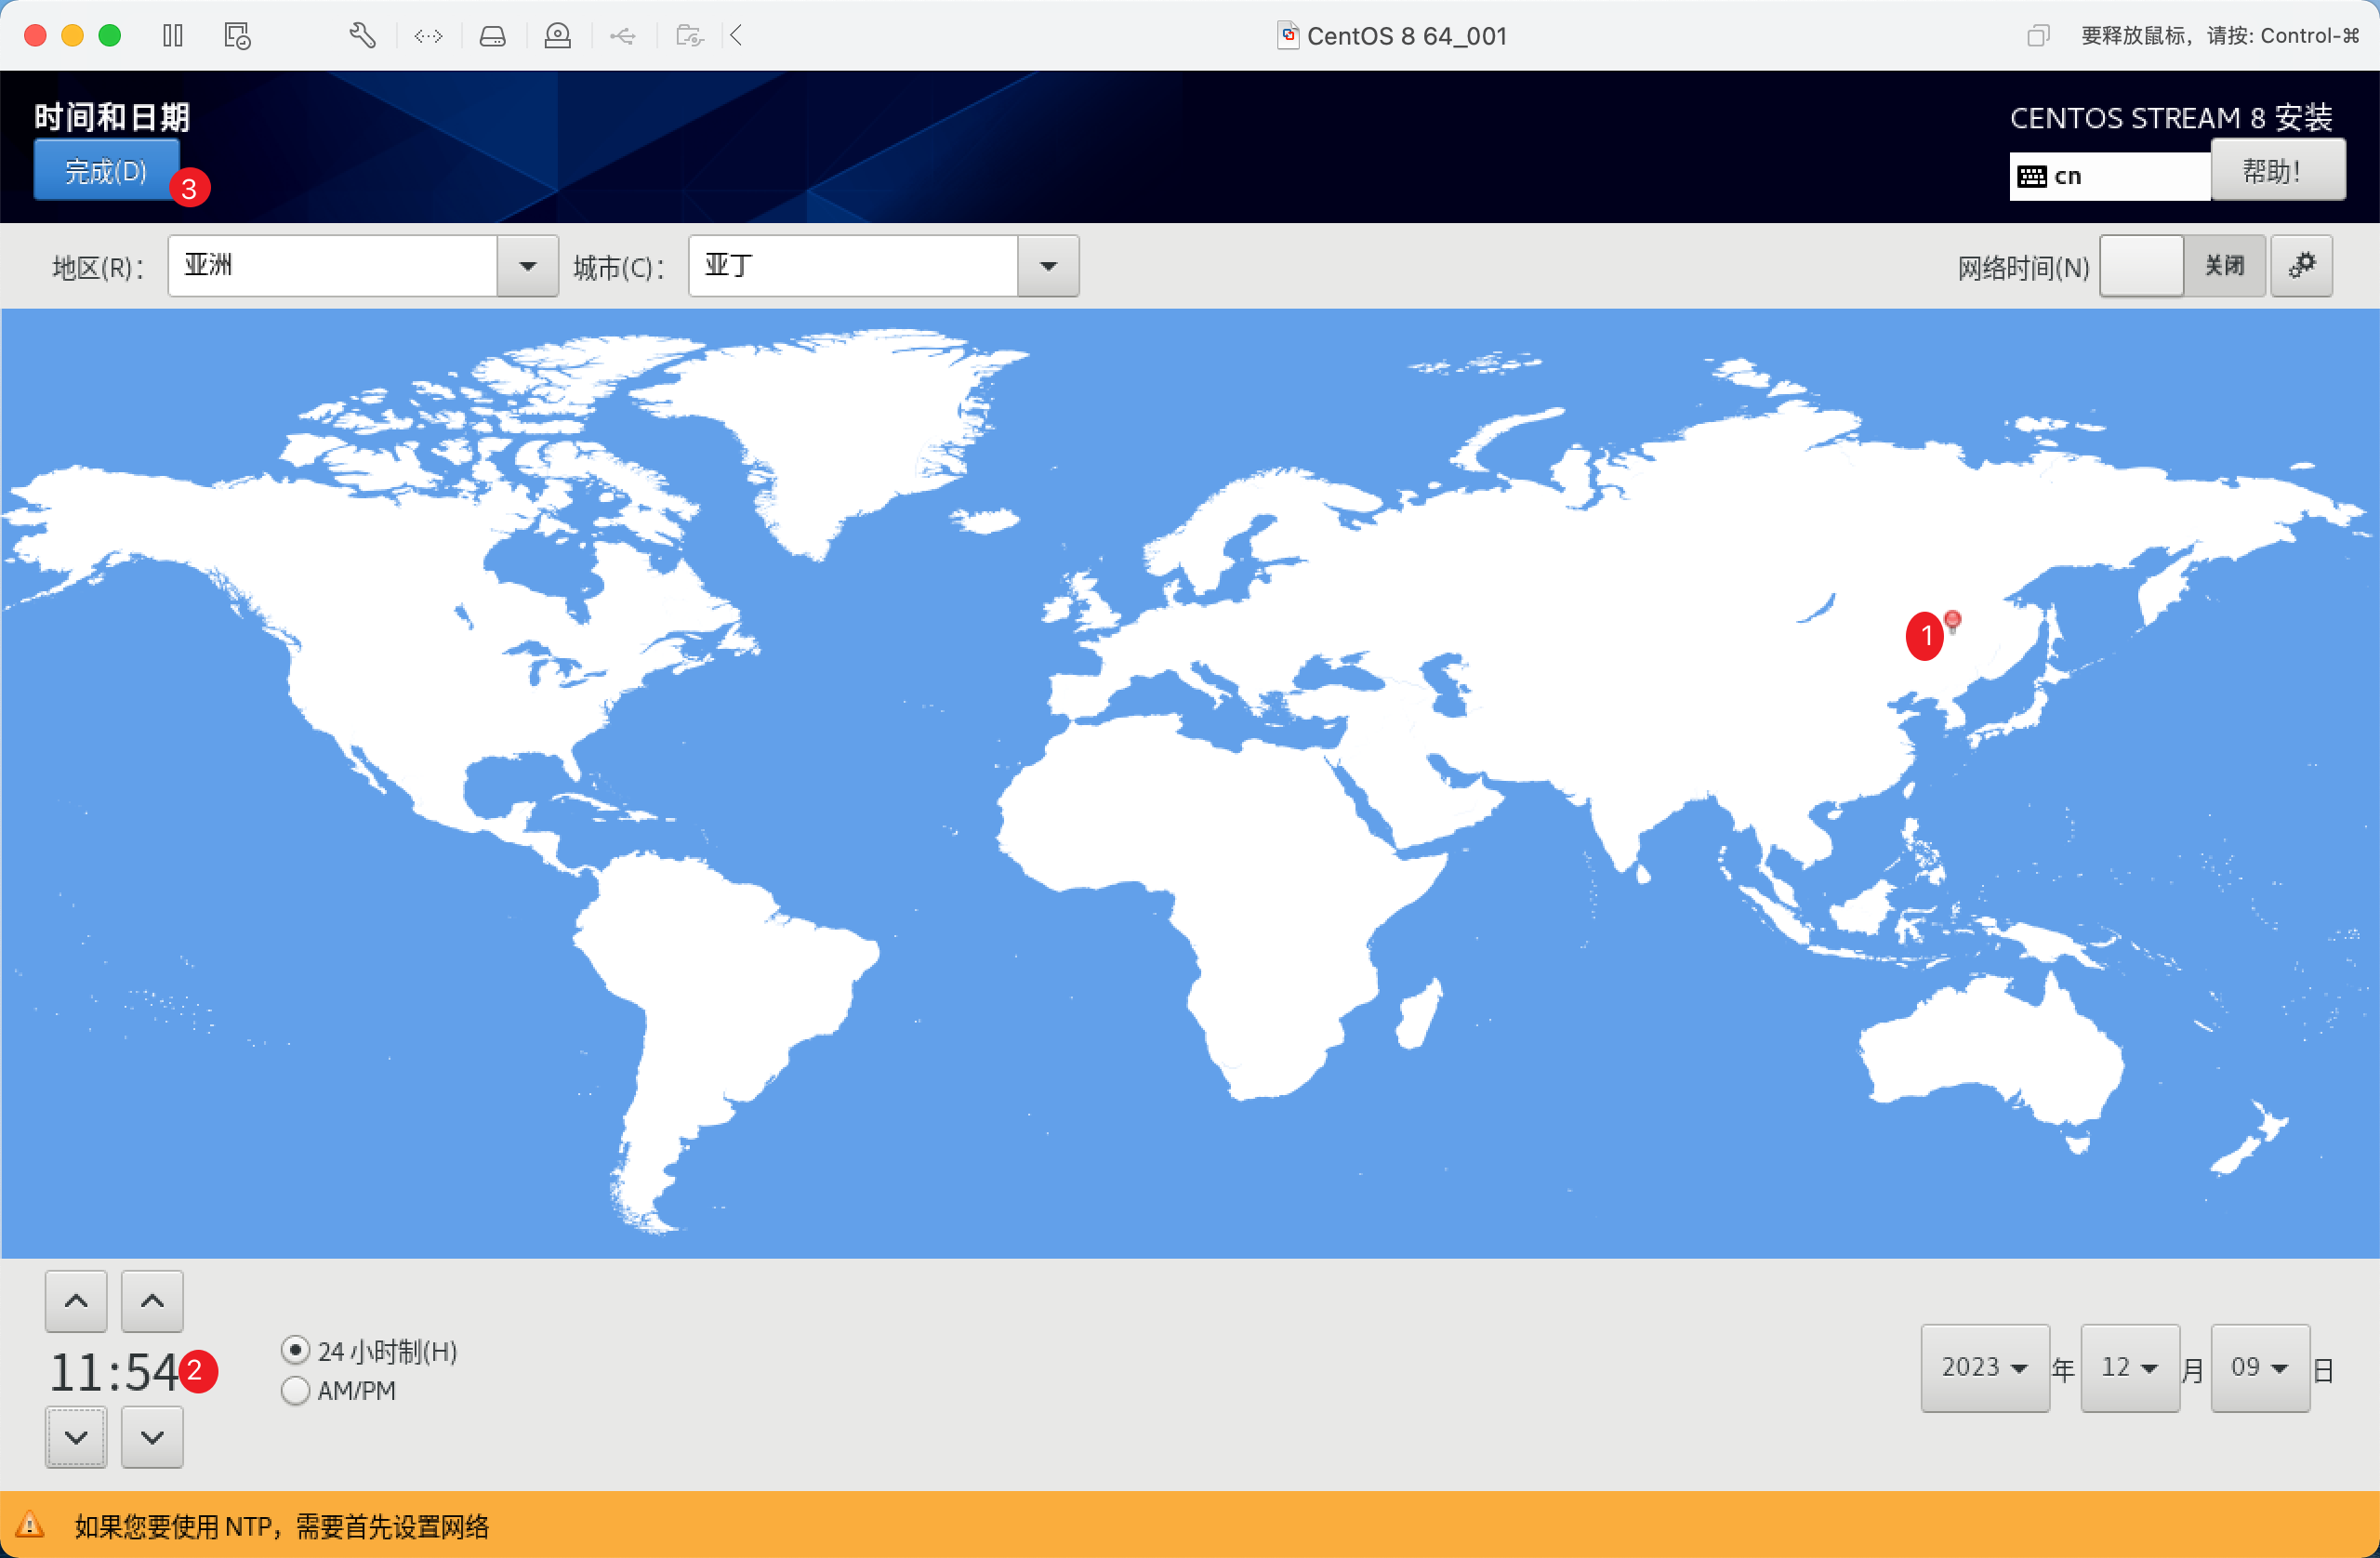 CentOS 8 64_001
要释放鼠标，请按: Control-⌘
时间和日期
CENTOS STREAM 8 安装
完成(D)
3
cn
帮助！
地区(R)：
亚洲
城市(C)：
亚丁
网络时间(N)
关闭
1
11:54
2
24 小时制(H)
AM/PM
2023
年
12
月
09
日
如果您要使用 NTP，需要首先设置网络